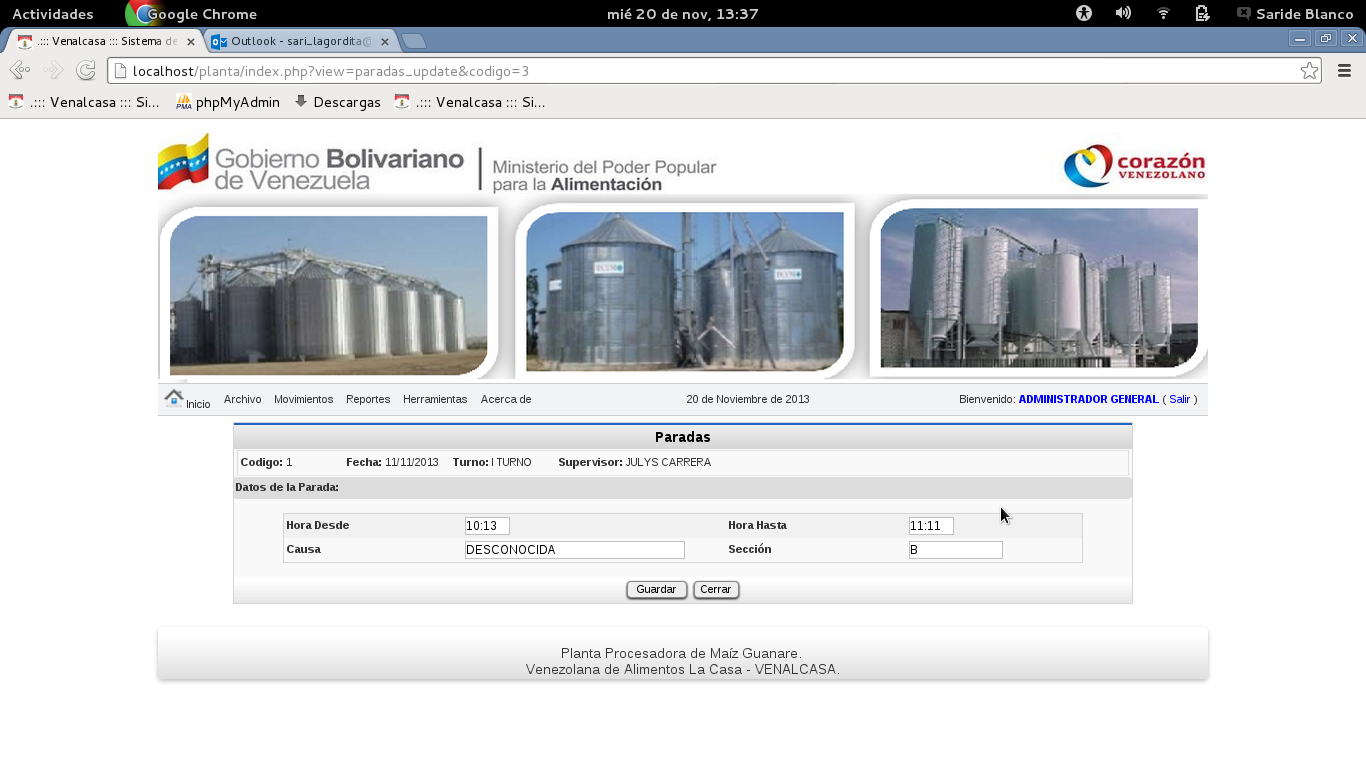 Actividades Google Chrome mié 20 de nov, 13:37 Saride Blanco
.::: Venalcasa ::: Sistema de Outlook - sari_lagordita@
localhost/planta/index.php?view=paradas_update&codigo=3
.::: Venalcasa ::: Si... phpMyAdmin Descargas .::: Venalcasa ::: Si...
Gobierno Bolivariano
de Venezuela
Ministerio del Poder Popular
para la Alimentación
corazón
VENEZOLANO
Inicio Archivo Movimientos Reportes Herramientas Acerca de 20 de Noviembre de 2013 Bienvenido: ADMINISTRADOR GENERAL ( Salir )
Paradas
Codigo: 1 Fecha: 11/11/2013 Turno: I TURNO Supervisor: JULYS CARRERA
Datos de la Parada:
Hora Desde 10:13 Hora Hasta 11:11
Causa DESCONOCIDA Sección B
Guardar Cerrar
Planta Procesadora de Maíz Guanare.
Venezolana de Alimentos La Casa - VENALCASA.